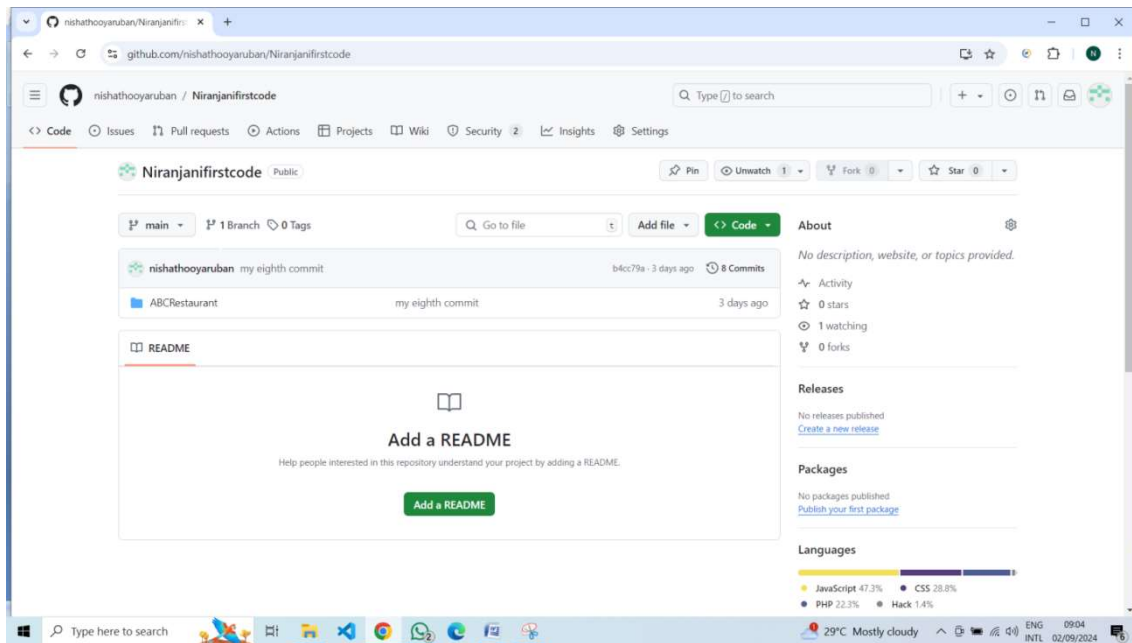 nishathooyaruban/Niranjanifirs
github.com/nishathooyaruban/Niranjanifirstcode
N
nishathooyaruban / Niranjanifirstcode
Type / to search
<> Code Issues Pull requests Actions Projects Wiki Security 2 Insights Settings
Niranjanifirstcode Public
Pin Unwatch 1 Fork 0 Star 0
main 1 Branch 0 Tags
Go to file t
Add file <> Code
nishathooyaruban my eighth commit b4cc79a · 3 days ago 8 Commits
ABCRestaurant my eighth commit 3 days ago
README
Add a README
Help people interested in this repository understand your project by adding a README.
Add a README
About
No description, website, or topics provided.
Activity
0 stars
1 watching
0 forks
Releases
No releases published
Create a new release
Packages
No packages published
Publish your first package
Languages
JavaScript 47.3% CSS 28.8%
PHP 22.3% Hack 1.4%
Type here to search
29°C Mostly cloudy
ENG
INTL
09:04
02/09/2024